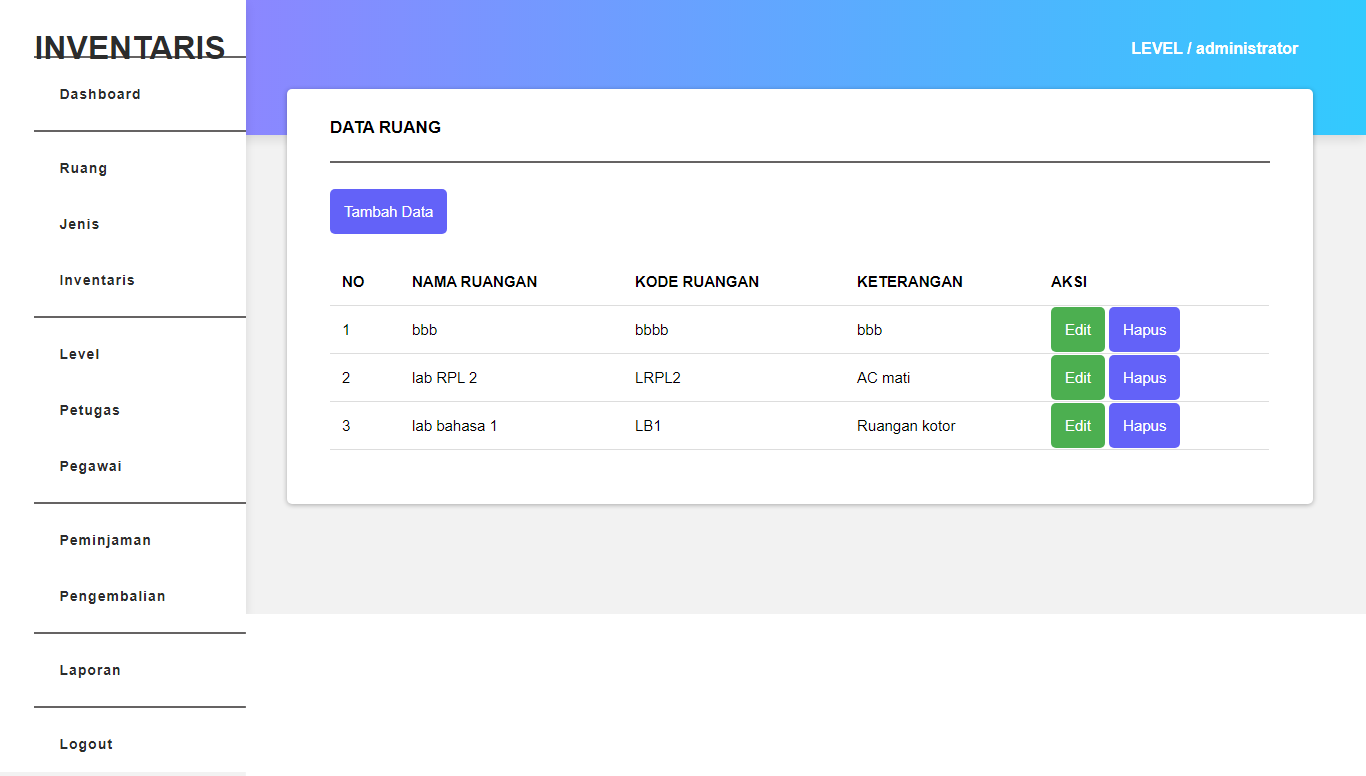 INVENTARIS
Dashboard
Ruang
Jenis
Inventaris
Level
Petugas
Pegawai
Peminjaman
Pengembalian
Laporan
Logout
LEVEL / administrator
DATA RUANG
Tambah Data
NO NAMA RUANGAN KODE RUANGAN KETERANGAN AKSI
1 bbb bbbb bbb Edit Hapus
2 lab RPL 2 LRPL2 AC mati Edit Hapus
3 lab bahasa 1 LB1 Ruangan kotor Edit Hapus